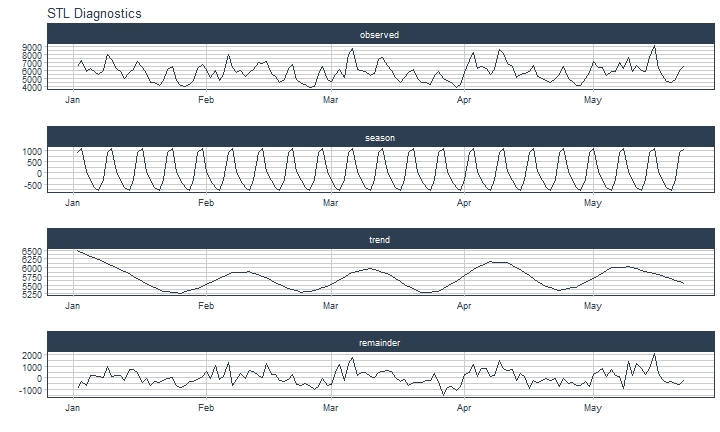 STL Diagnostics
observed
9000
8000
7000
6000
5000
4000
Jan Feb Mar Apr May
season
1000
500
0
-500
Jan Feb Mar Apr May
trend
6500
6250
6000
5750
5500
5250
Jan Feb Mar Apr May
remainder
2000
1000
0
-1000
Jan Feb Mar Apr May